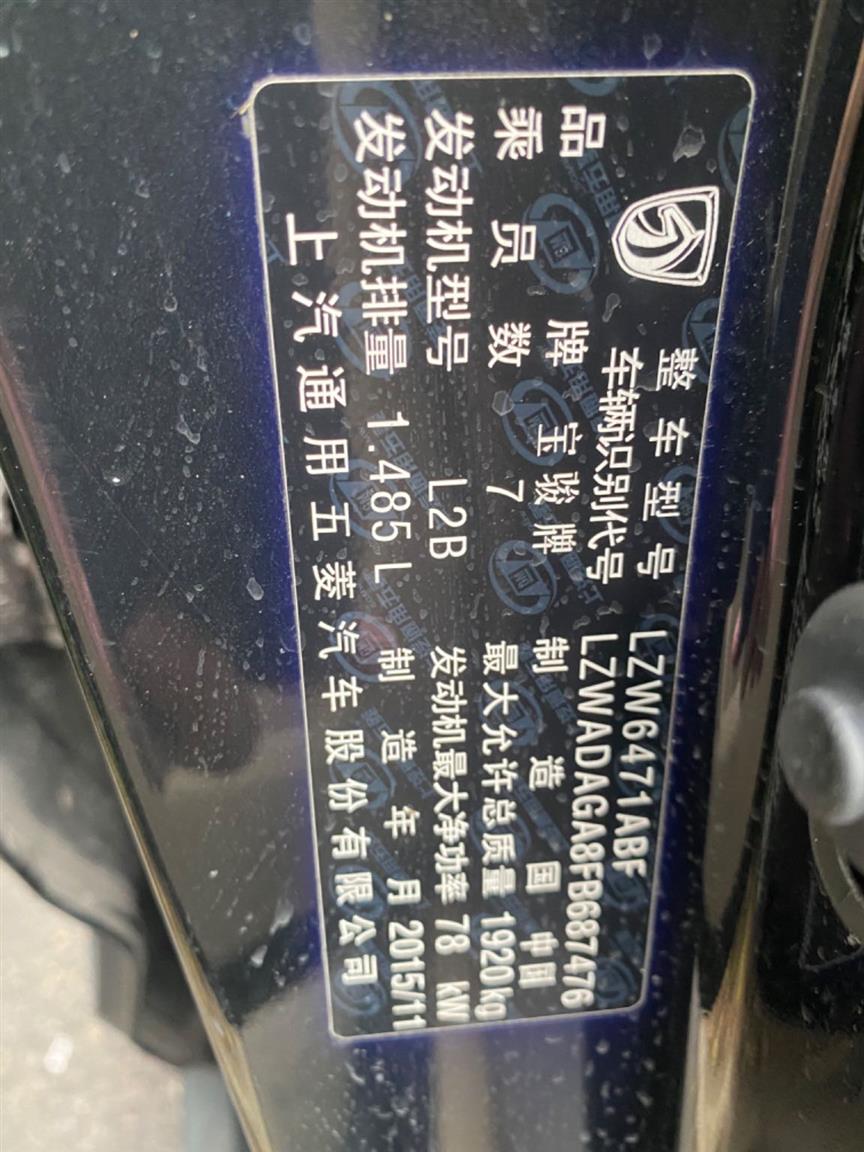 整车型号 LZW6471ABF
车辆识别代号 LZWADAGA8FB687476
品牌 宝骏牌 制造国 中国
乘员数 7 最大允许总质量 1920kg
发动机型号 L2B 发动机最大净功率 78 kW
发动机排量 1.485L 制造年月 2015/11
上汽通用五菱汽车股份有限公司